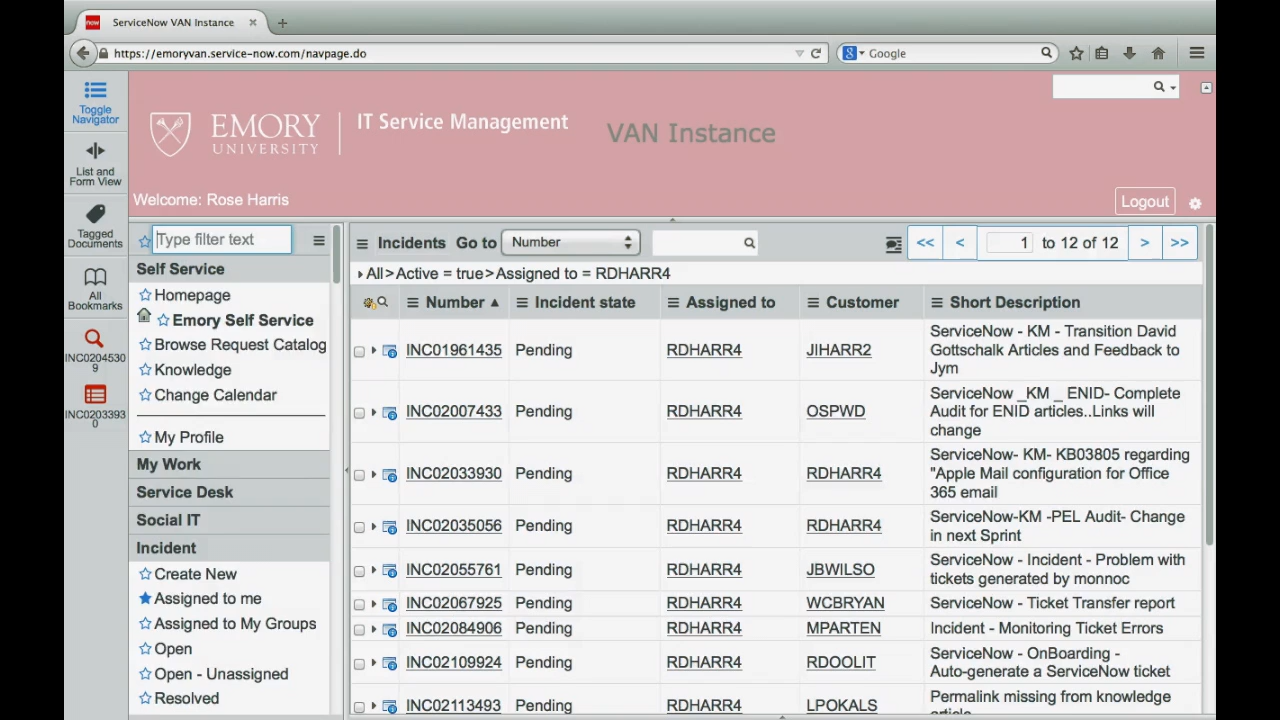 now ServiceNow VAN Instance × +
https://emoryvan.service-now.com/navpage.do
8 Google
Toggle
Navigator
EMORY
UNIVERSITY
IT Service Management
VAN Instance
List and
Form View
Welcome: Rose Harris
Logout
Tagged
Documents
All
Bookmarks
INC0204530
9
INC0203393
0
Type filter text
Self Service
Homepage
Emory Self Service
Browse Request Catalog
Knowledge
Change Calendar
My Profile
My Work
Service Desk
Social IT
Incident
Create New
Assigned to me
Assigned to My Groups
Open
Open - Unassigned
Resolved
Incidents Go to Number << < 1 to 12 of 12 > >>
All>Active = true>Assigned to = RDHARR4
Number ▲ Incident state Assigned to Customer Short Description
INC01961435 Pending RDHARR4 JIHARR2 ServiceNow - KM - Transition David
Gottschalk Articles and Feedback to
Jym
INC02007433 Pending RDHARR4 OSPWD ServiceNow _KM _ ENID- Complete
Audit for ENID articles..Links will
change
INC02033930 Pending RDHARR4 RDHARR4 ServiceNow- KM- KB03805 regarding
"Apple Mail configuration for Office
365 email
INC02035056 Pending RDHARR4 RDHARR4 ServiceNow-KM -PEL Audit- Change
in next Sprint
INC02055761 Pending RDHARR4 JBWILSO ServiceNow - Incident - Problem with
tickets generated by monnoc
INC02067925 Pending RDHARR4 WCBRYAN ServiceNow - Ticket Transfer report
INC02084906 Pending RDHARR4 MPARTEN Incident - Monitoring Ticket Errors
INC02109924 Pending RDHARR4 RDOOLIT ServiceNow - OnBoarding -
Auto-generate a ServiceNow ticket
INC02113493 Pending RDHARR4 LPOKALS Permalink missing from knowledge
article